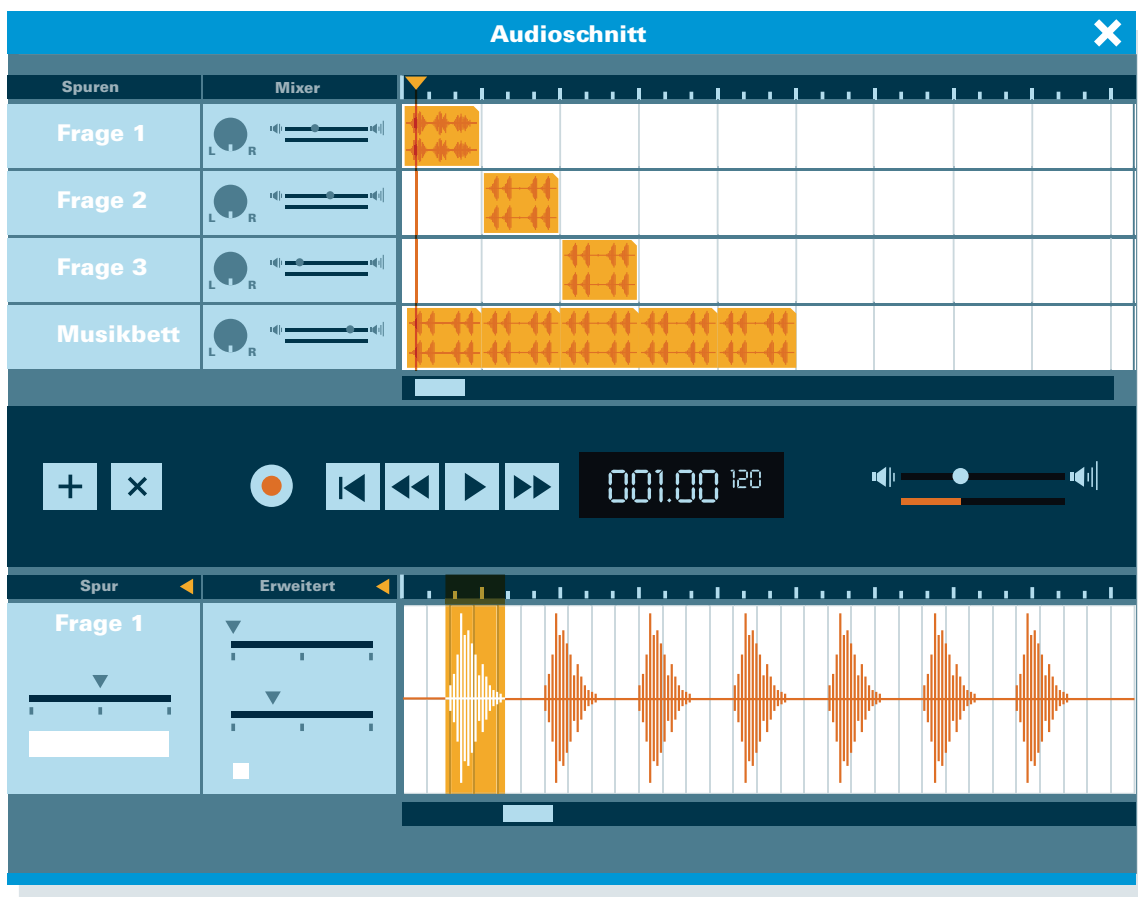 Audioschnitt
Spuren Mixer
Frage 1
L R
Frage 2
L R
Frage 3
L R
Musikbett
L R
001.00 120
Spur Erweitert
Frage 1